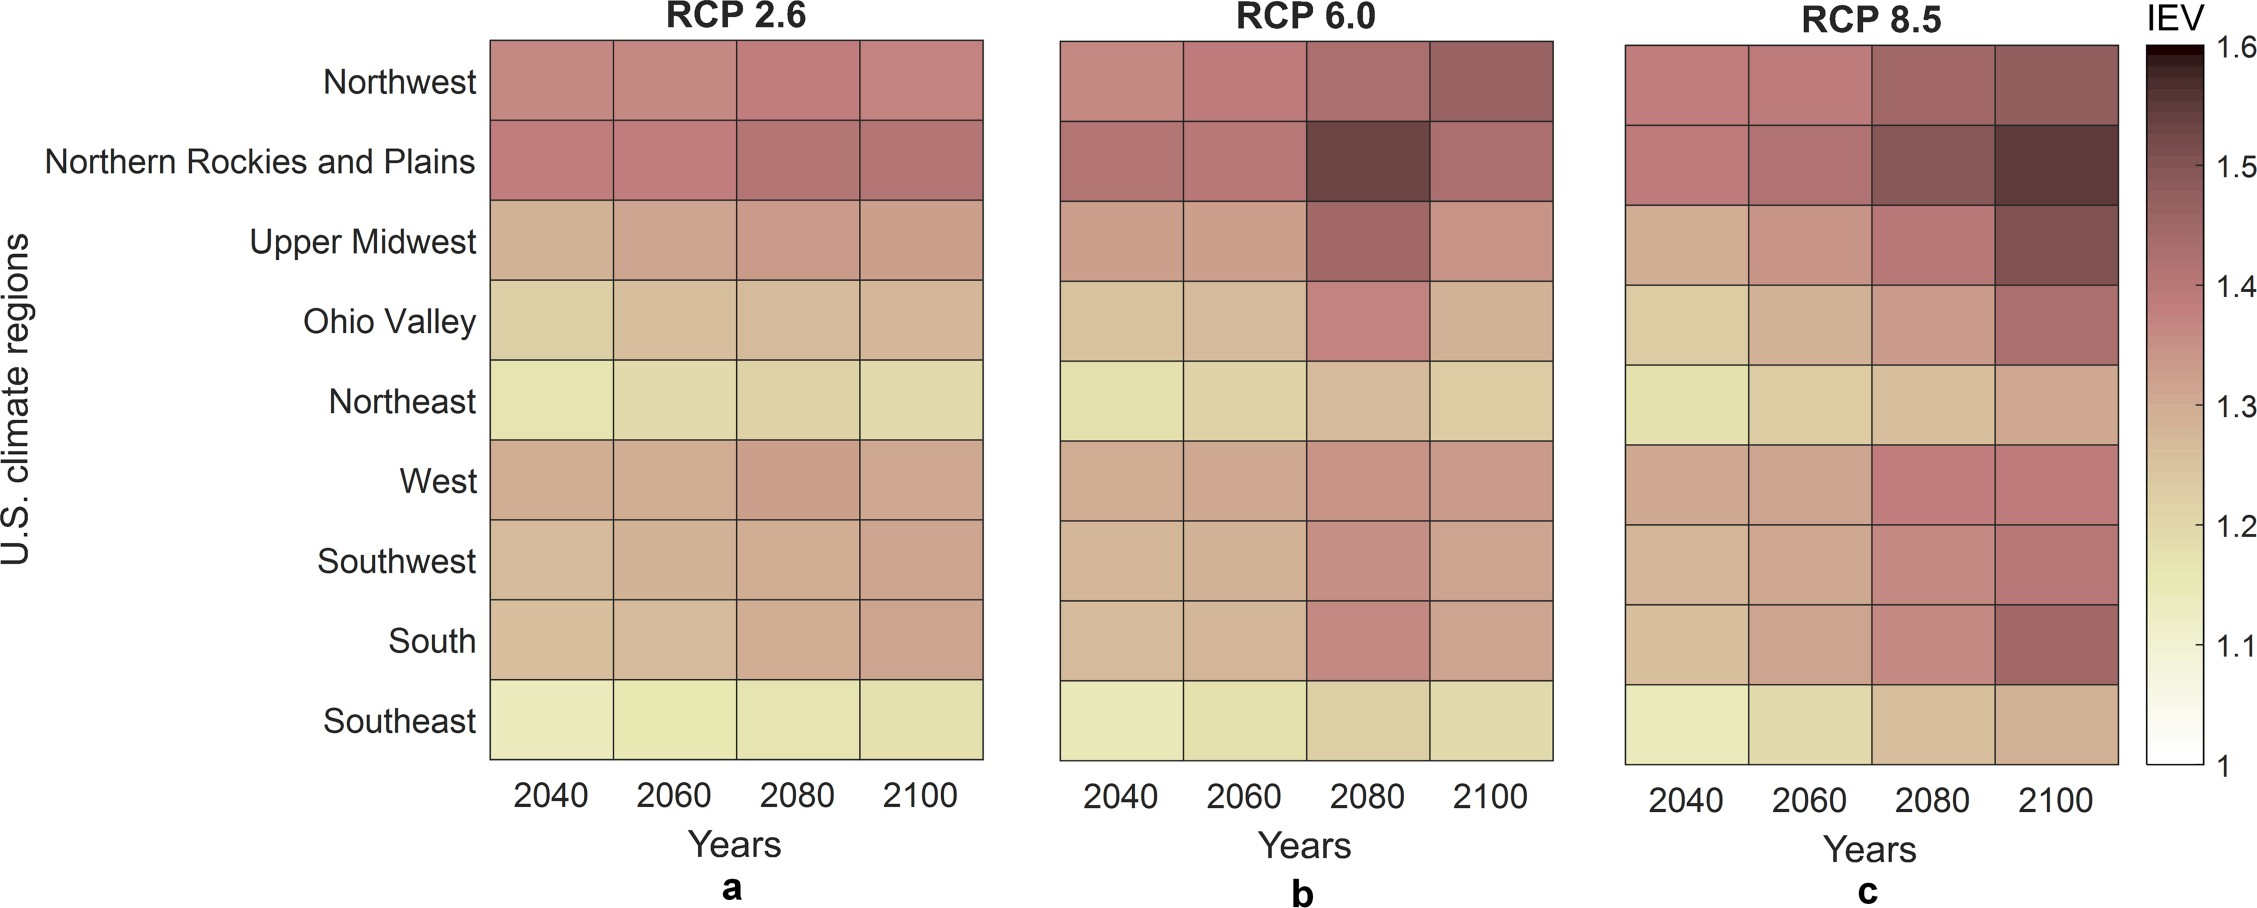 RCP 2.6
RCP 6.0
RCP 8.5
IEV
U.S. climate regions
Northwest
Northern Rockies and Plains
Upper Midwest
Ohio Valley
Northeast
West
Southwest
South
Southeast
1.6
1.5
1.4
1.3
1.2
1.1
1
2040 2060 2080 2100
Years
a
2040 2060 2080 2100
Years
b
2040 2060 2080 2100
Years
c